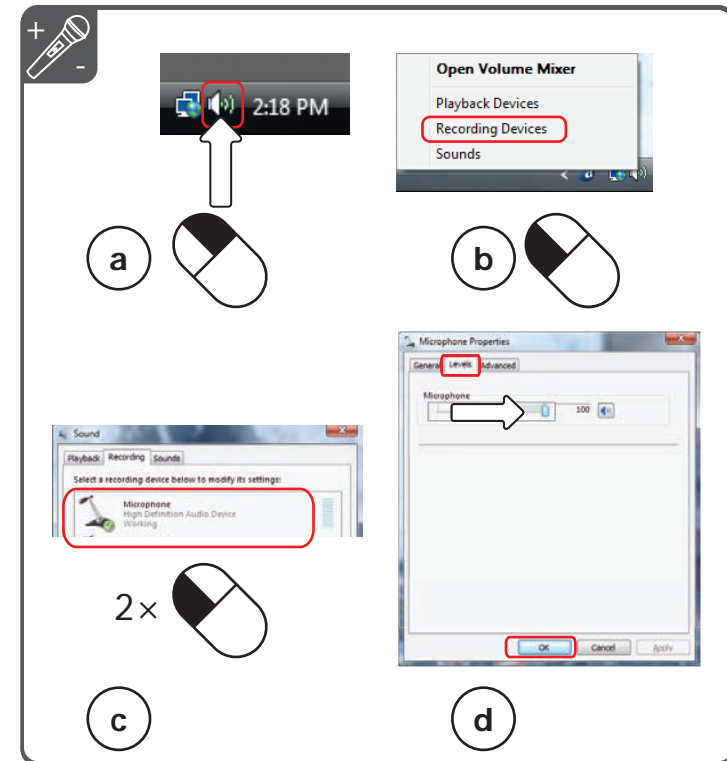 +
-
2:18 PM
a
Open Volume Mixer
Playback Devices
Recording Devices
Sounds
b
Sound
Playback Recording Sounds
Select a recording device below to modify its settings:
Microphone
High Definition Audio Device
Working
2×
c
Microphone Properties
General Levels Advanced
Microphone
100
OK Cancel Apply
d